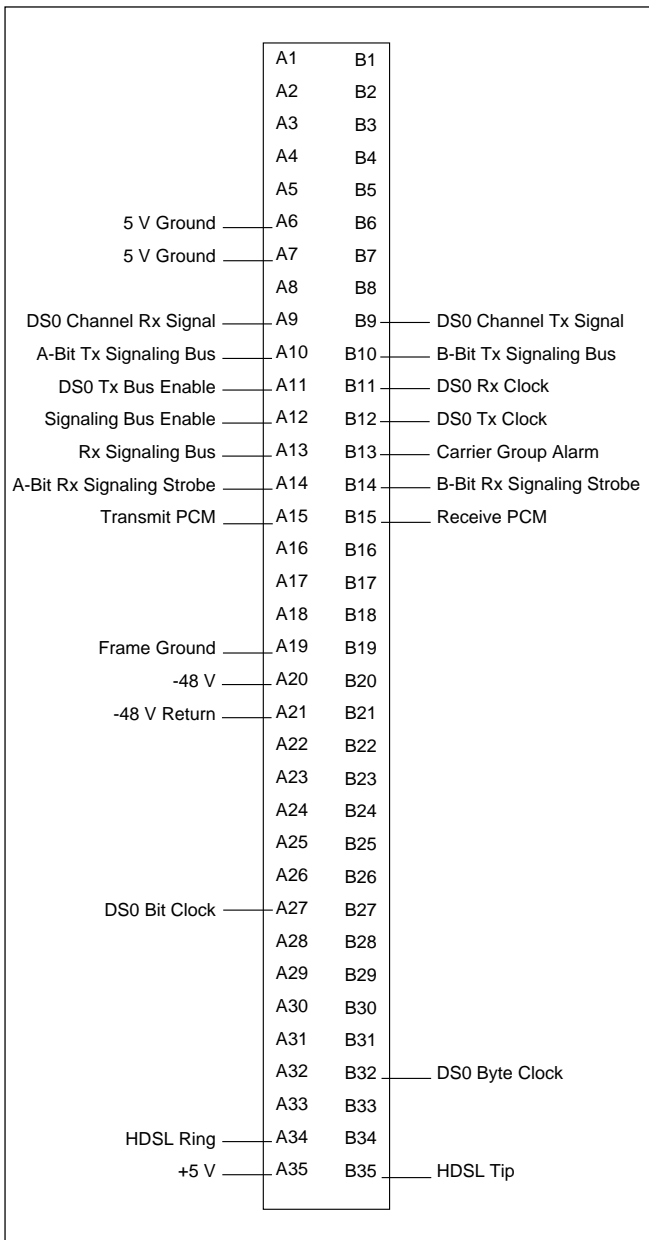 A1 B1
A2 B2
A3 B3
A4 B4
A5 B5
5 V Ground A6 B6
5 V Ground A7 B7
A8 B8
DS0 Channel Rx Signal A9 B9 DS0 Channel Tx Signal
A-Bit Tx Signaling Bus A10 B10 B-Bit Tx Signaling Bus
DS0 Tx Bus Enable A11 B11 DS0 Rx Clock
Signaling Bus Enable A12 B12 DS0 Tx Clock
Rx Signaling Bus A13 B13 Carrier Group Alarm
A-Bit Rx Signaling Strobe A14 B14 B-Bit Rx Signaling Strobe
Transmit PCM A15 B15 Receive PCM
A16 B16
A17 B17
A18 B18
Frame Ground A19 B19
-48 V A20 B20
-48 V Return A21 B21
A22 B22
A23 B23
A24 B24
A25 B25
A26 B26
DS0 Bit Clock A27 B27
A28 B28
A29 B29
A30 B30
A31 B31
A32 B32 DS0 Byte Clock
A33 B33
HDSL Ring A34 B34
+5 V A35 B35 HDSL Tip